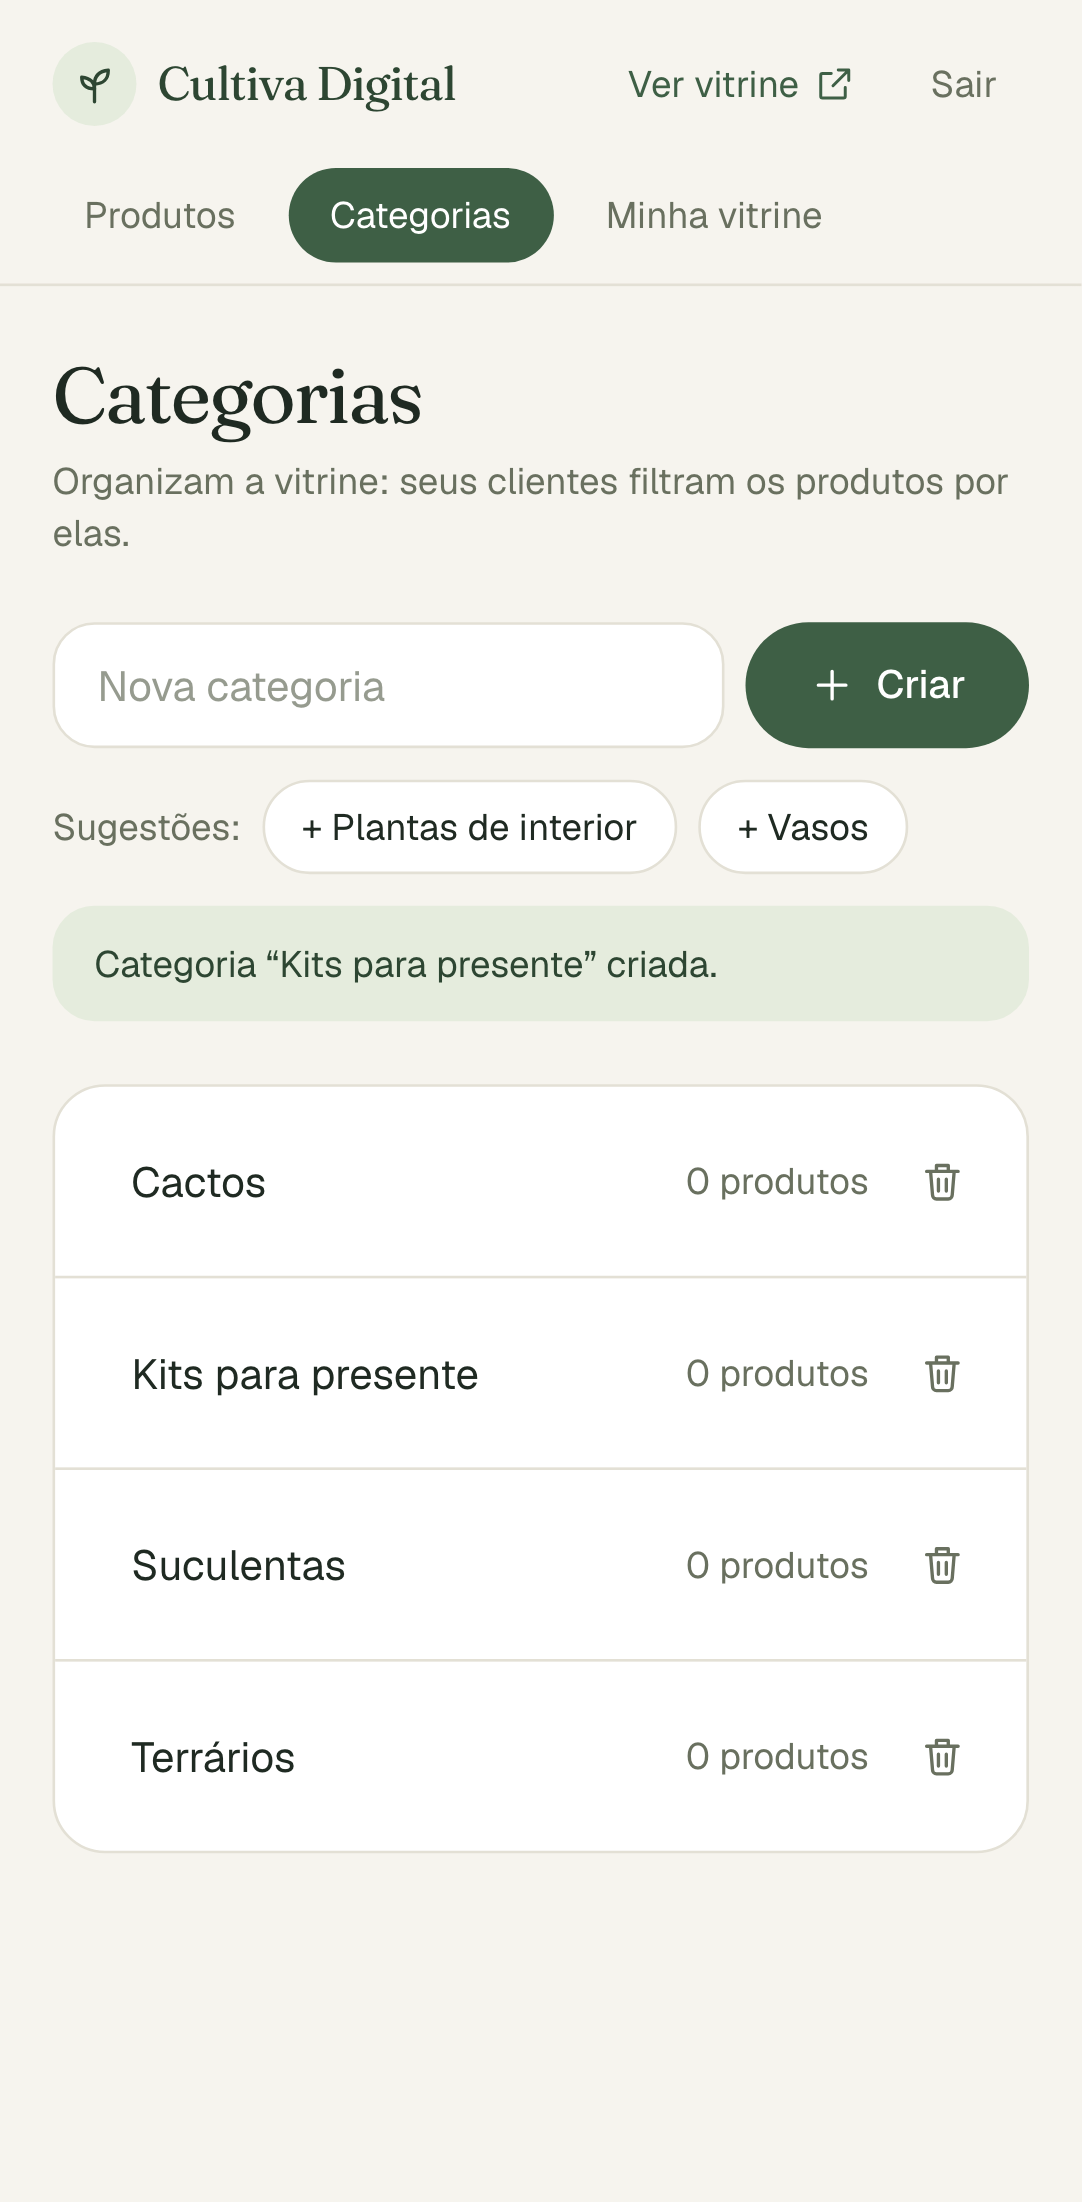 Cultiva Digital
Ver vitrine
Sair
Produtos
Categorias
Minha vitrine
Categorias
Organizam a vitrine: seus clientes filtram os produtos por
elas.
Nova categoria
+ Criar
Sugestões:
+ Plantas de interior
+ Vasos
Categoria “Kits para presente” criada.
Cactos
0 produtos
Kits para presente
0 produtos
Suculentas
0 produtos
Terrários
0 produtos